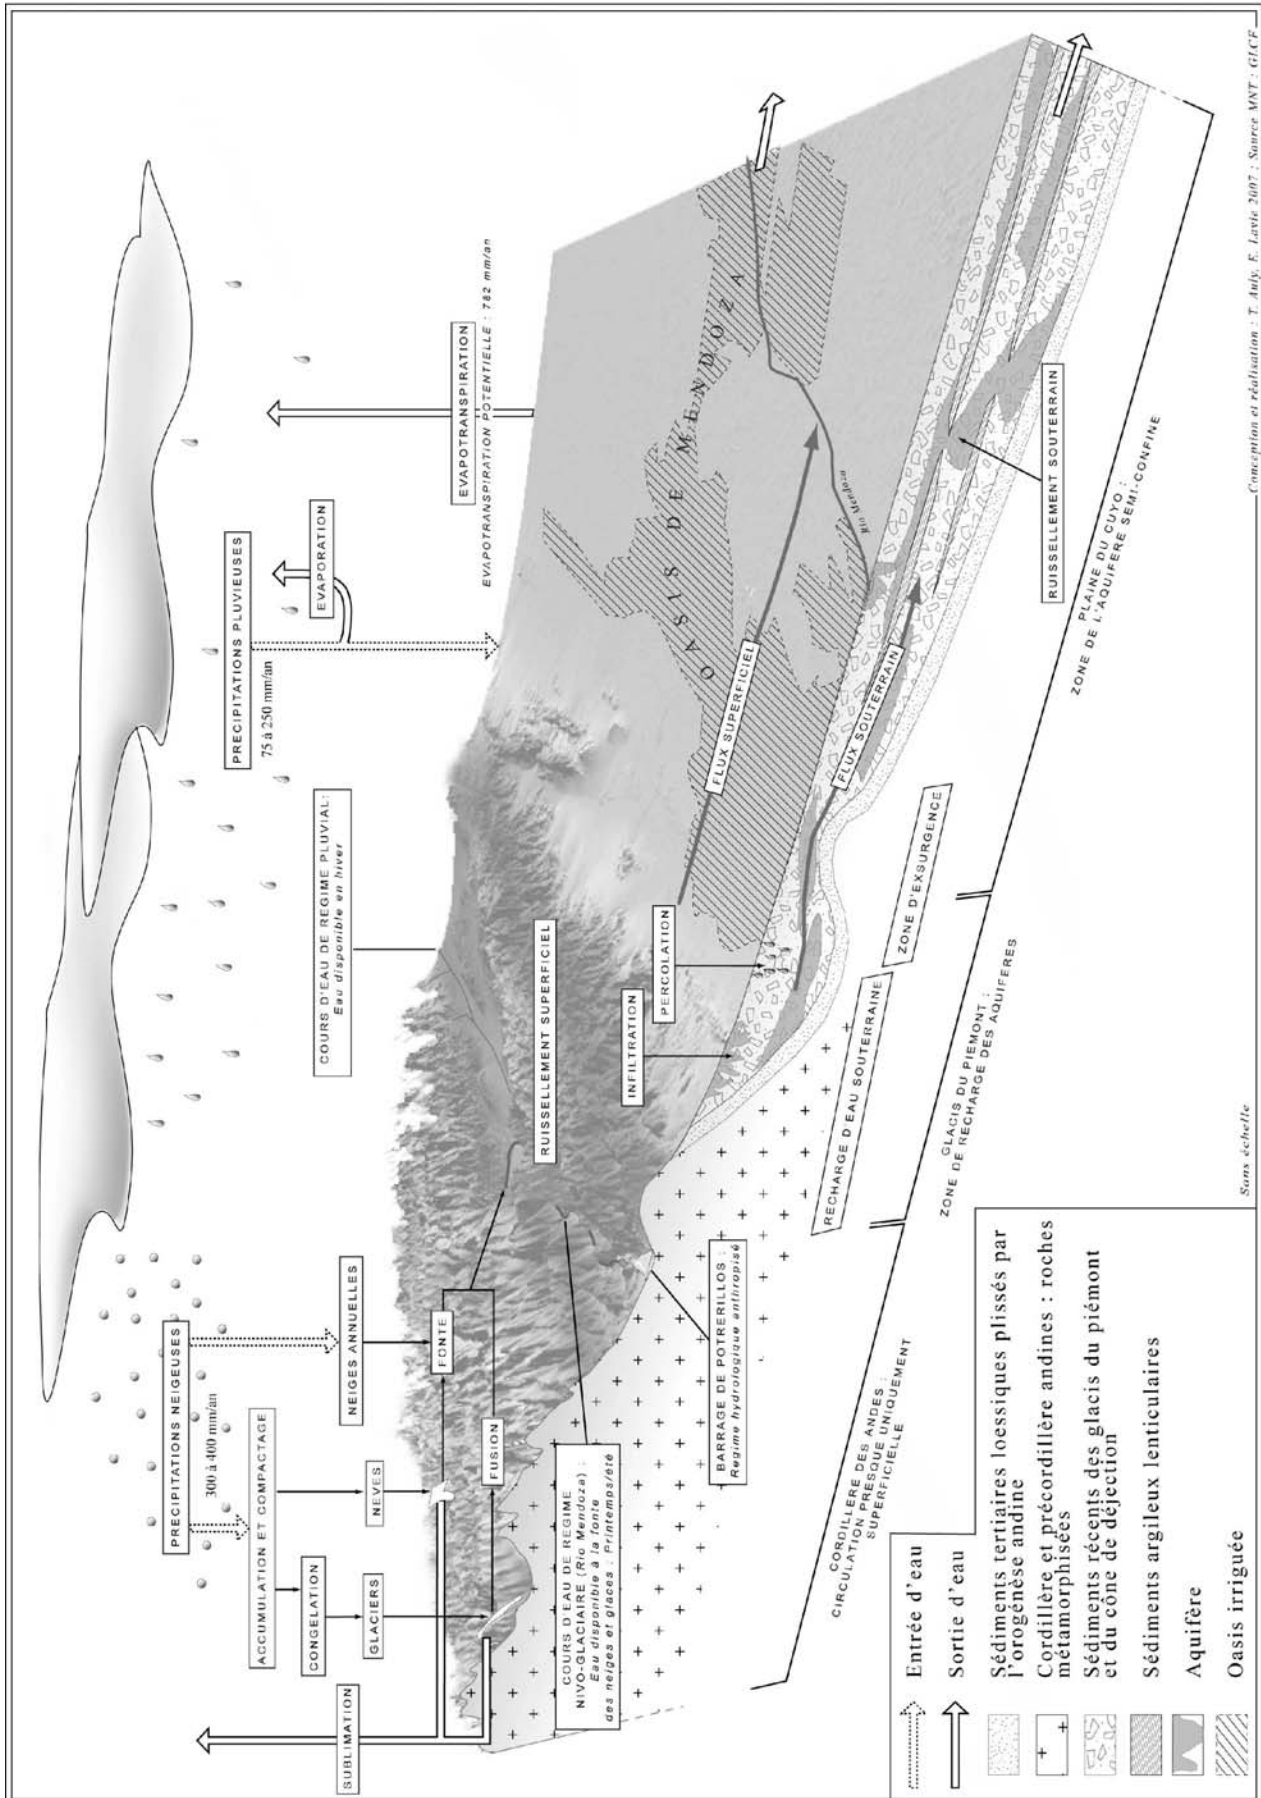 SUBLIMATION
PRECIPITATIONS NEIGEUSES
300 à 400 mm/an
ACCUMULATION ET COMPACTAGE
CONGELATION
GLACIERS
NEVES
NEIGES ANNUELLES
FONTE
FUSION
COURS D'EAU DE REGIME PLUVIAL:
Eau disponible en hiver
PRECIPITATIONS PLUVIEUSES
75 à 250 mm/an
EVAPORATION
EVAPOTRANSPIRATION
EVAPOTRANSPIRATION POTENTIELLE : 782 mm/an
RUISSELLEMENT SUPERFICIEL
COURS D'EAU DE REGIME
NIVO-GLACIAIRE (Rio Mendoza) :
Eau disponible à la fonte
des neiges et glaces : Printemps/été
BARRAGE DE POTRERILLOS :
Regime hydrologique anthropisé
INFILTRATION
PERCOLATION
OASIS DE MENDOZA
FLUX SUPERFICIEL
Rio Mendoza
FLUX SOUTERRAIN
RUISSELLEMENT SOUTERRAIN
RECHARGE D'EAU SOUTERRAINE
ZONE D'EXSURGENCE
CORDILLERE DES ANDES :
CIRCULATION PRESQUE UNIQUEMENT
SUPERFICIELLE
GLACIS DU PIEMONT :
ZONE DE RECHARGE DES AQUIFERES
PLAINE DU CUYO :
ZONE DE L'AQUIFERE SEMI-CONFINE
Entrée d'eau
Sortie d'eau
Sédiments tertiaires loessiques plissés par
l'orogénèse andine
Cordillère et précordillère andines : roches
métamorphisées
Sédiments récents des glacis du piémont
et du cône de déjection
Sédiments argileux lenticulaires
Aquifère
Oasis irriguée
Sans échelle
Conception et réalisation : T. Auly, E. Lavie 2007 ; Source MNT : GLCF